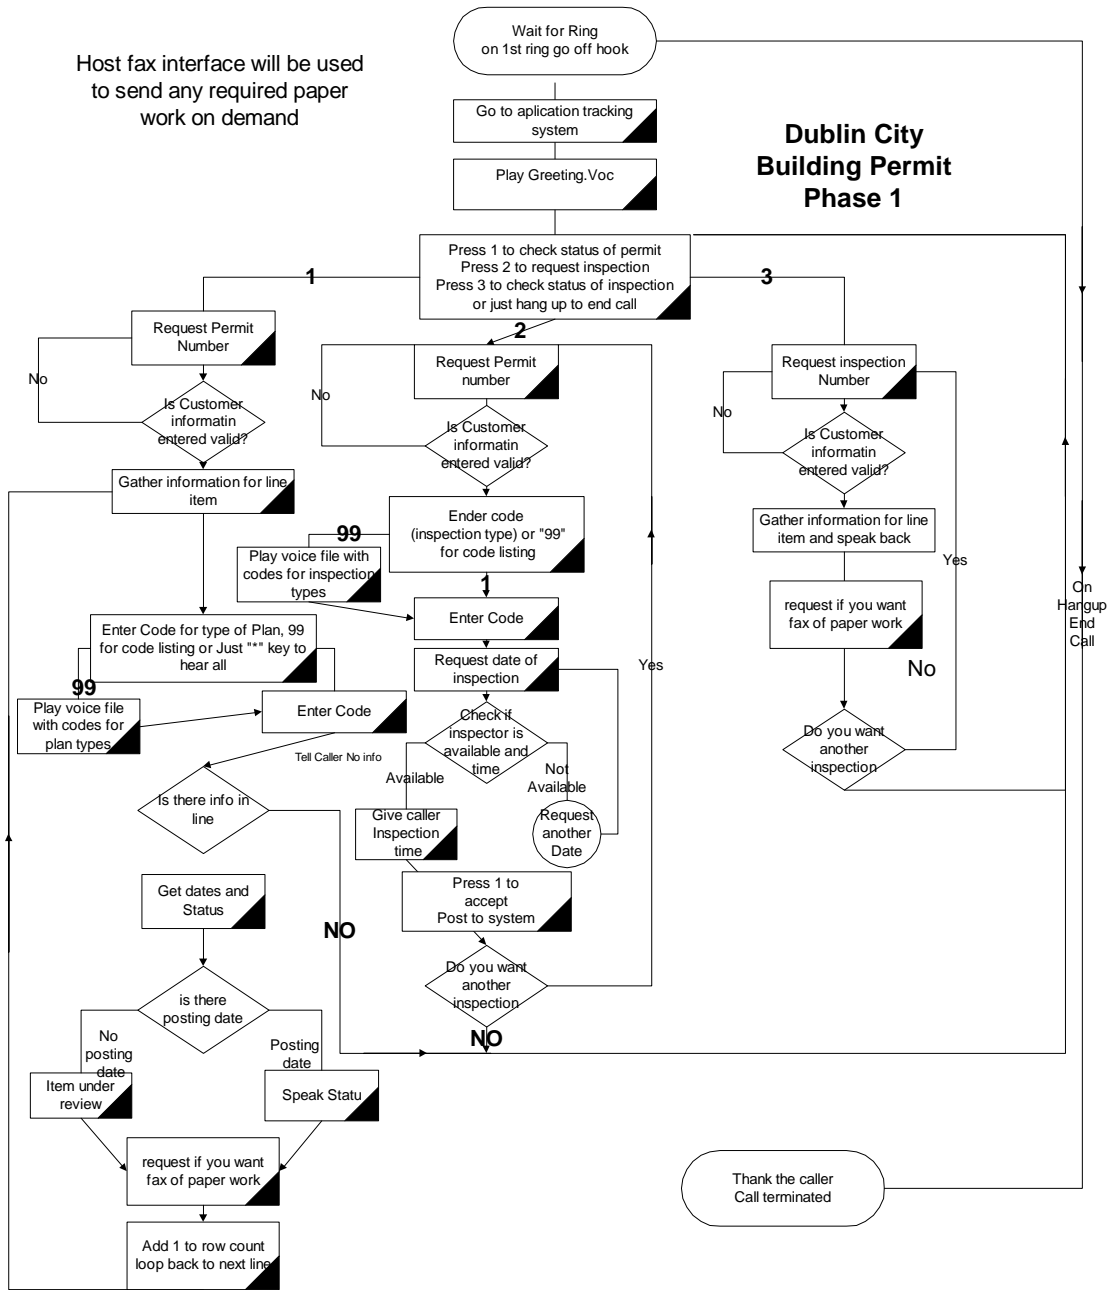 Wait for Ring
on 1st ring go off hook
Host fax interface will be used
to send any required paper
work on demand
Go to aplication tracking
system
Dublin City
Building Permit
Phase 1
Play Greeting.Voc
Press 1 to check status of permit
Press 2 to request inspection
Press 3 to check status of inspection
or just hang up to end call
1
2
3
Request Permit
Number
No
Is Customer
informatin
entered valid?
Gather information for line
item
Enter Code for type of Plan, 99
for code listing or Just "*" key to
hear all
99
Play voice file
with codes for
plan types
Enter Code
Tell Caller No info
Is there info in
line
NO
Get dates and
Status
is there
posting date
No
posting
date
Posting
date
Item under
review
Speak Statu
request if you want
fax of paper work
Add 1 to row count
loop back to next line
Request Permit
number
No
Is Customer
informatin
entered valid?
Ender code
(inspection type) or "99"
for code listing
99
Play voice file with
codes for inspection
types
1
Enter Code
Request date of
inspection
Check if
inspector is
available and
time
Available
Not
Available
Give caller
Inspection
time
Request
another
Date
Press 1 to
accept
Post to system
Do you want
another
inspection
Yes
NO
Request inspection
Number
No
Is Customer
informatin
entered valid?
Gather information for line
item and speak back
Yes
request if you want
fax of paper work
No
Do you want
another
inspection
On
Hangup
End
Call
Thank the caller
Call terminated